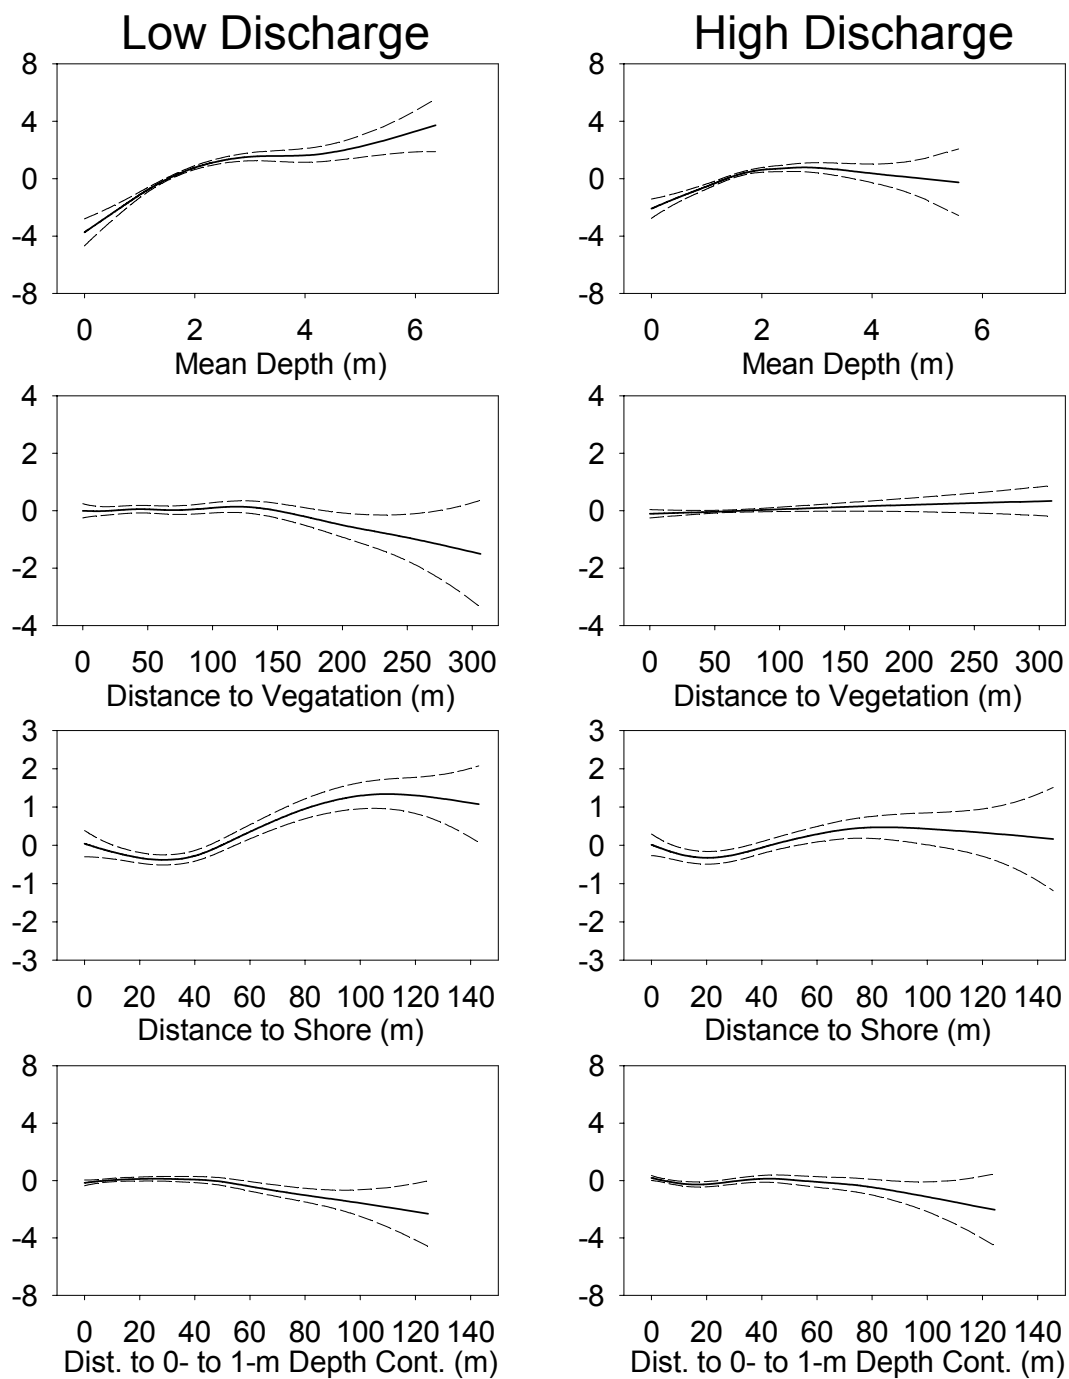 Low Discharge High Discharge
8 8
4 4
0 0
-4 -4
-8 -8
0 2 4 6 0 2 4 6
Mean Depth (m) Mean Depth (m)
4 4
2 2
0 0
-2 -2
-4 -4
0 50 100 150 200 250 300 0 50 100 150 200 250 300
Distance to Vegatation (m) Distance to Vegetation (m)
3 3
2 2
1 1
0 0
-1 -1
-2 -2
-3 -3
0 20 40 60 80 100 120 140 0 20 40 60 80 100 120 140
Distance to Shore (m) Distance to Shore (m)
8 8
4 4
0 0
-4 -4
-8 -8
0 20 40 60 80 100 120 140 0 20 40 60 80 100 120 140
Dist. to 0- to 1-m Depth Cont. (m) Dist. to 0- to 1-m Depth Cont. (m)